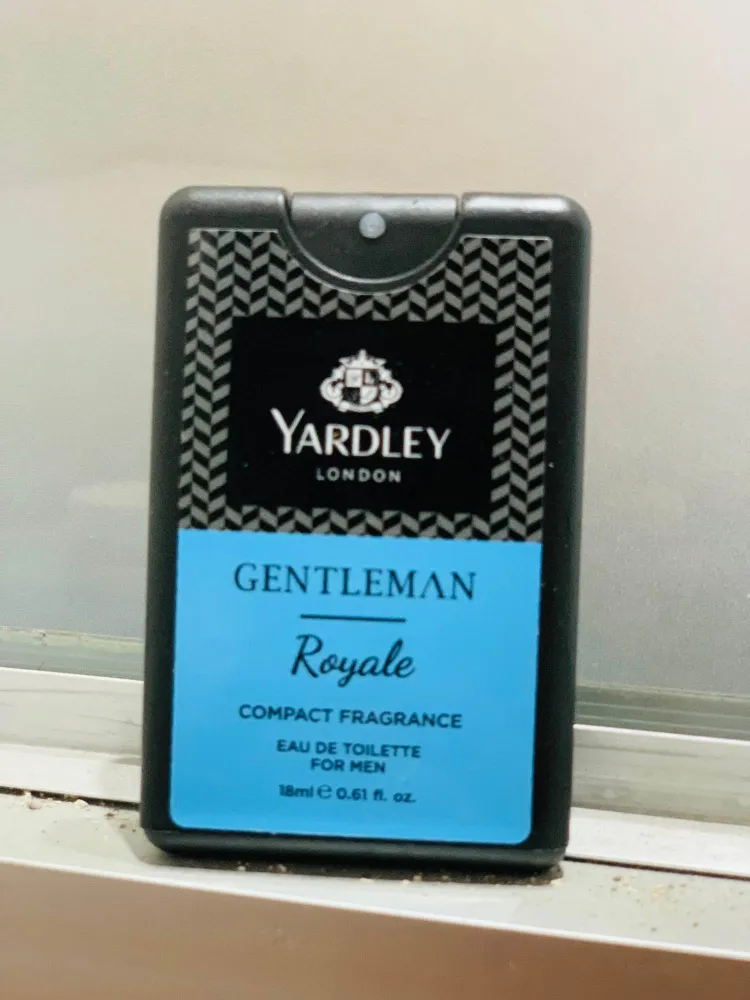 YARDLEY
LONDON
GENTLEMAN
Royale
COMPACT FRAGRANCE
EAU DE TOILETTE
FOR MEN
18ml ℮ 0.61 fl. oz.